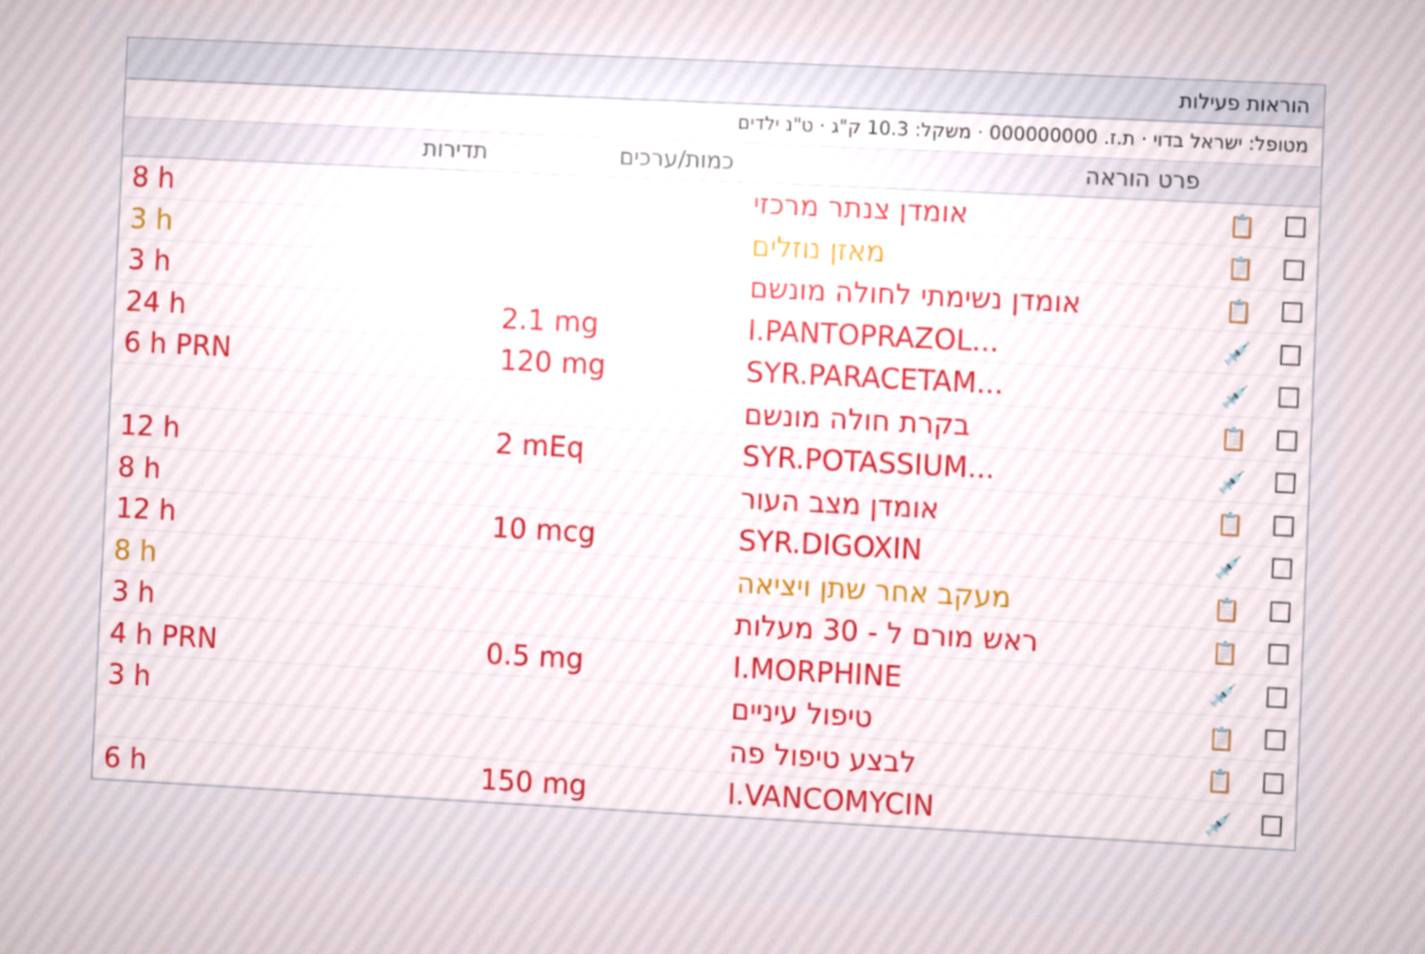 הוראות פעילות
מטופל: ישראל בדוי · ת.ז. 000000000 · משקל: 10.3 ק"ג · ט"נ ילדים
פרט הוראה כמות/ערכים תדירות
אומדן צנתר מרכזי 8 h
מאזן נוזלים 3 h
אומדן נשימתי לחולה מונשם 3 h
I.PANTOPRAZOL... 2.1 mg 24 h
SYR.PARACETAM... 120 mg 6 h PRN
בקרת חולה מונשם
SYR.POTASSIUM... 2 mEq 12 h
אומדן מצב העור 8 h
SYR.DIGOXIN 10 mcg 12 h
מעקב אחר שתן ויציאה 8 h
ראש מורם ל - 30 מעלות 3 h
I.MORPHINE 0.5 mg 4 h PRN
טיפול עיניים 3 h
לבצע טיפול פה
I.VANCOMYCIN 150 mg 6 h